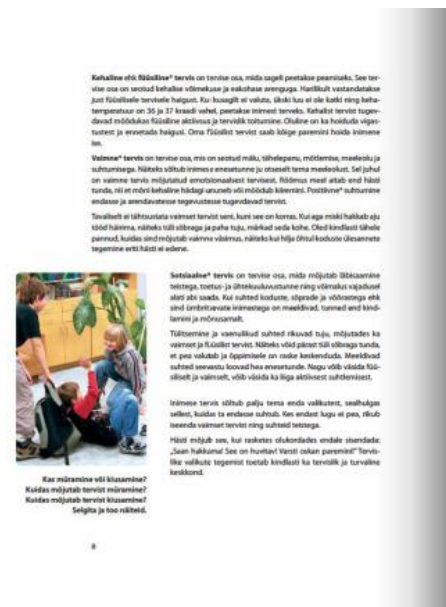 Kehaline ehk füüsiline* tervis on tervise osa, mida sageli peetakse peamiseks. See ter-
vise osa on seotud kehalise võimekuse ja eakohase arenguga. Harilikult vastandatakse
just füüsilisele tervisele haigust. Kui kusagilt ei valuta, ükski luu ei ole katki ning keha-
temperatuur on 36 ja 37 kraadi vahel, peetakse inimest terveks. Kehalist tervist tugev-
davad mõõdukas füüsiline aktiivsus ja tervislik toitumine. Oluline on ka hoiduda vigas-
tustest ja ennetada haigusi. Oma füüsilist tervist saab kõige paremini hoida inimene
ise.
Vaimne* tervis on tervise osa, mis on seotud mälu, tähelepanu, mõtlemise, meeleolu ja
suhtumisega. Näiteks sõltub inimese enesetunne ju otseselt tema meeleolust. Sel juhul
on vaimne tervis mõjutatud emotsionaalsest tervisest. Rõõmus meel aitab end hästi
tunda, nii et mõni kehaline hädagi ununeb või möödub kiiremini. Positiivne* suhtumine
endasse ja arendavatesse tegevustesse tugevdavad tervist.
Tavaliselt ei tähtsustata vaimset tervist sent, kuni see on korras. Kui aga miski hakkab aju
tööd häirima, näiteks tüli sõbraga ja paha tuju, märkad seda kohe. Oled kindlasti tähele
pannud, kuidas sind mõjutab vaimne väsimus, näiteks kui hilja õhtul koduste ülesannete
tegemine eriti hästi ei edene.
Sotsiaalne* tervis on tervise osa, mida mõjutab läbisaamine
teistega, toetus- ja ühtekuuluvustunne ning võimalus vajadusel
alati abi saada. Kui suhted koduste, sõprade ja võõrastega ehk
sind ümbritsevate inimestega on meeldivad, tunned end kind-
lamini ja mõnusamalt.
Tülitsemine ja vaenulikud suhted rikuvad tuju, mõjutades ka
vaimset ja füüsilist tervist. Näiteks võid pärast tüli sõbraga tunda,
et pea valutab ja õppimisele on raske keskenduda. Meeldivad
suhted seevastu loovad hea enesetunde. Nagu võib väsida füü-
siliselt ja vaimselt, võib väsida ka liiga aktiivsest suhtlemisest.
Inimese tervis sõltub palju tema enda valikutest, sealhulgas
sellest, kuidas ta endasse suhtub. Kes endast lugu ei pea, rikub
iseenda vaimset tervist ning suhteid teistega.
Hästi mõjub see, kui rasketes olukordades endale sisendada:
„Saan hakkama! See on huvitav! Varsti oskan paremini!” Tervis-
like valikute tegemist toetab kindlasti ka tervislik ja turvaline
keskkond.
Kas müramine või kiusamine?
Kuidas mõjutab tervist müramine?
Kuidas mõjutab tervist kiusamine?
Selgita ja too näiteid.
8